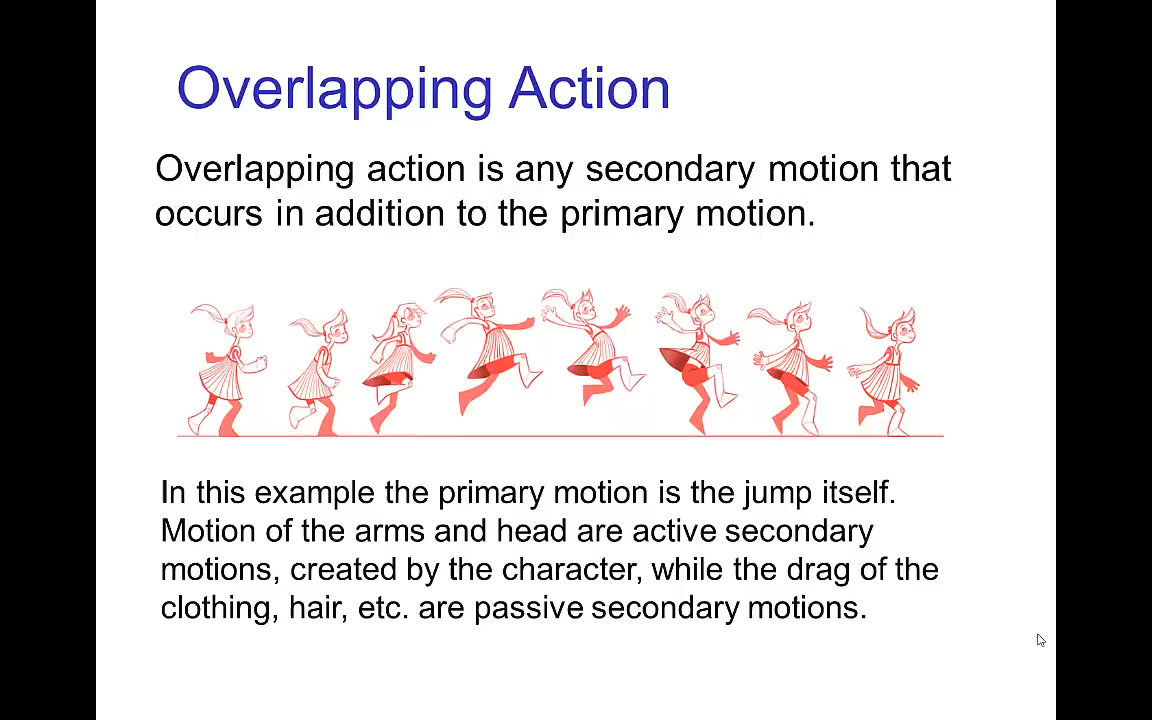 Overlapping Action
Overlapping action is any secondary motion that
occurs in addition to the primary motion.
In this example the primary motion is the jump itself.
Motion of the arms and head are active secondary
motions, created by the character, while the drag of the
clothing, hair, etc. are passive secondary motions.